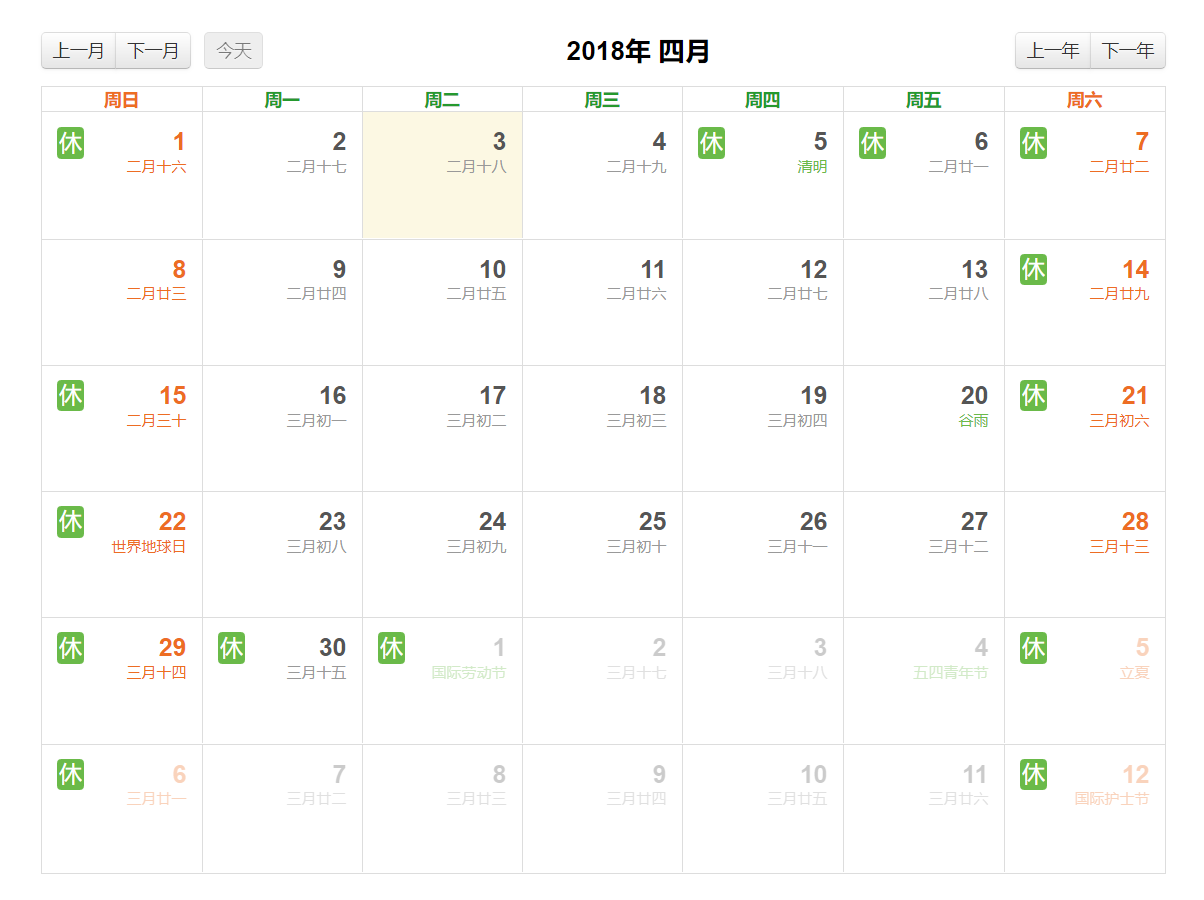 上一月 下一月 今天 2018年 四月 上一年 下一年
周日 周一 周二 周三 周四 周五 周六
休 1 2 3 4 休 5 休 6 休 7
二月十六 二月十七 二月十八 二月十九 清明 二月廿一 二月廿二
8 9 10 11 12 13 休 14
二月廿三 二月廿四 二月廿五 二月廿六 二月廿七 二月廿八 二月廿九
休 15 16 17 18 19 20 休 21
二月三十 三月初一 三月初二 三月初三 三月初四 谷雨 三月初六
休 22 23 24 25 26 27 28
世界地球日 三月初八 三月初九 三月初十 三月十一 三月十二 三月十三
休 29 休 30 休 1 2 3 4 休 5
三月十四 三月十五 国际劳动节 三月十七 三月十八 五四青年节 立夏
休 6 7 8 9 10 11 休 12
三月廿一 三月廿二 三月廿三 三月廿四 三月廿五 三月廿六 国际护士节